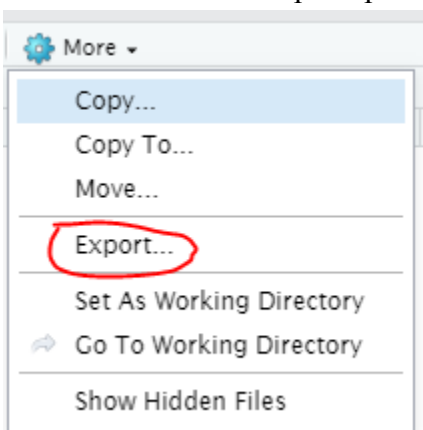 More
Copy...
Copy To...
Move...
Export...
Set As Working Directory
Go To Working Directory
Show Hidden Files